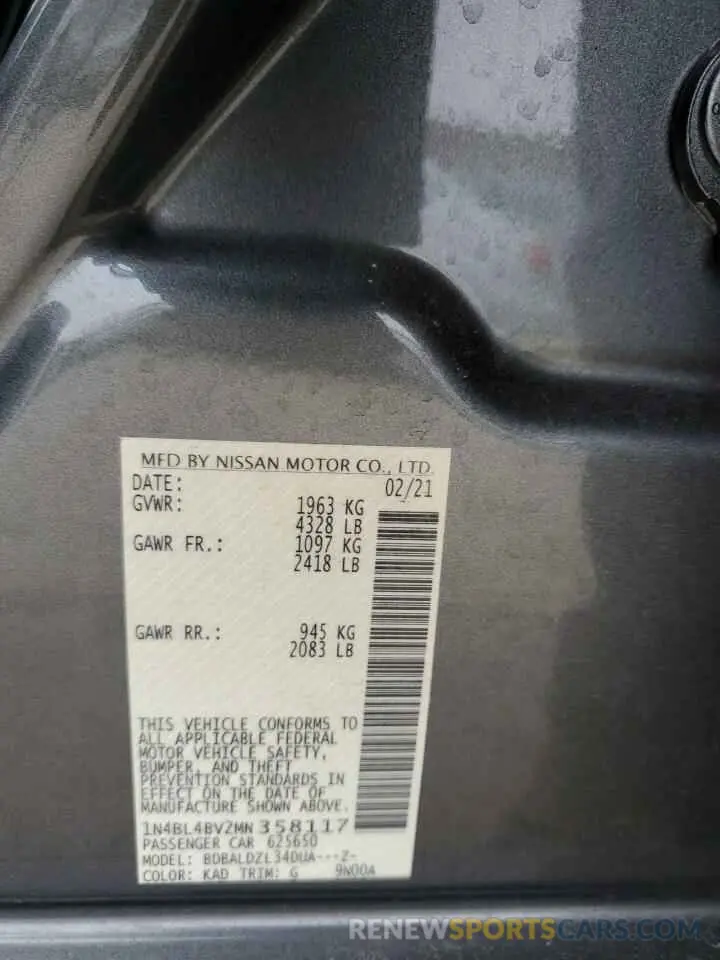 MFD BY NISSAN MOTOR CO., LTD.
DATE: 02/21
GVWR: 1963 KG
4328 LB
GAWR FR.: 1097 KG
2418 LB
GAWR RR.: 945 KG
2083 LB
THIS VEHICLE CONFORMS TO
ALL APPLICABLE FEDERAL
MOTOR VEHICLE SAFETY,
BUMPER, AND THEFT
PREVENTION STANDARDS IN
EFFECT ON THE DATE OF
MANUFACTURE SHOWN ABOVE.
1N4BL4BV2MN358117
PASSENGER CAR 625650
MODEL: BDBALDZL34DUA---Z-
COLOR: KAD TRIM: G 9N00A
RENEWSPORTSCARS.COM